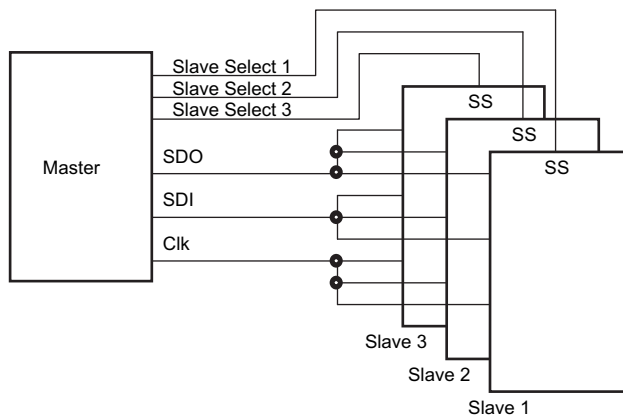 Slave Select 1
Slave Select 2
Slave Select 3
SS
SS
SS
SDO
Master
SDI
Clk
Slave 3
Slave 2
Slave 1